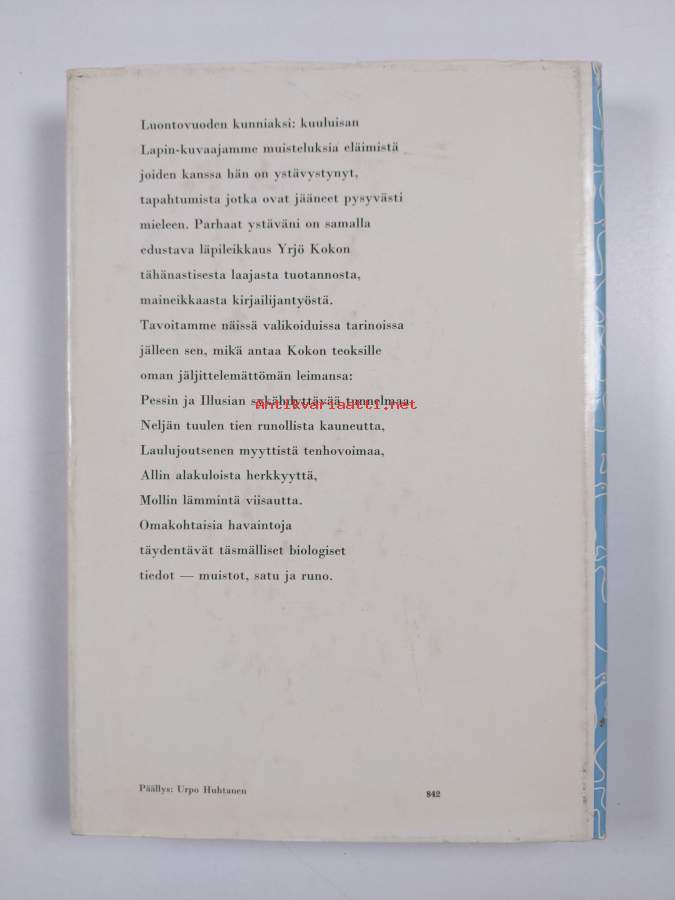 Luontovuoden kunniaksi: kuuluisan
Lapin-kuvaajamme muisteluksia eläimistä
joiden kanssa hän on ystävystynyt,
tapahtumista jotka ovat jääneet pysyvästi
mieleen. Parhaat ystäväni on samalla
edustava läpileikkaus Yrjö Kokon
tähänastisesta laajasta tuotannosta,
maineikkaasta kirjailijantyöstä.
Tavoitamme näissä valikoiduissa tarinoissa
jälleen sen, mikä antaa Kokon teoksille
oman jäljittelemättömän leimansa:
Pessin ja Illusian sykähdyttävää tunnelmaa,
Antikvariaatti.net
Neljän tuulen tien runollista kauneutta,
Laulujoutsenen myyttistä tenhovoimaa,
Allin alakuloista herkkyyttä,
Mollin lämmintä viisautta.
Omakohtaisia havaintoja
täydentävät täsmälliset biologiset
tiedot — muistot, satu ja runo.
Päällys: Urpo Huhtanen
842